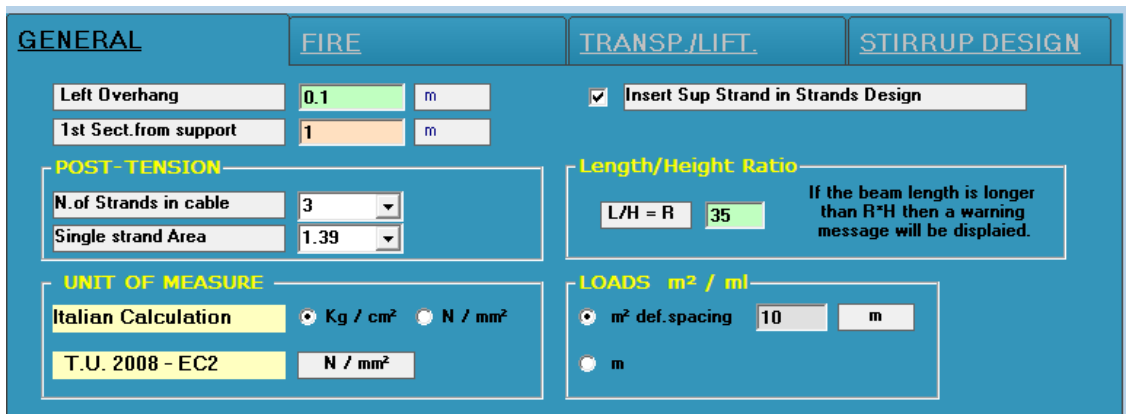 GENERAL
FIRE
TRANSP./LIFT.
STIRRUP DESIGN
Left Overhang
0.1
m
Insert Sup Strand in Strands Design
1st Sect.from support
1
m
POST-TENSION
N.of Strands in cable
3
Single strand Area
1.39
Length/Height Ratio
L/H = R
35
If the beam length is longer
than R*H then a warning
message will be displaied.
UNIT OF MEASURE
Italian Calculation
Kg / cm²
N / mm²
T.U. 2008 - EC2
N / mm²
LOADS m² / ml
m² def.spacing
10
m
m